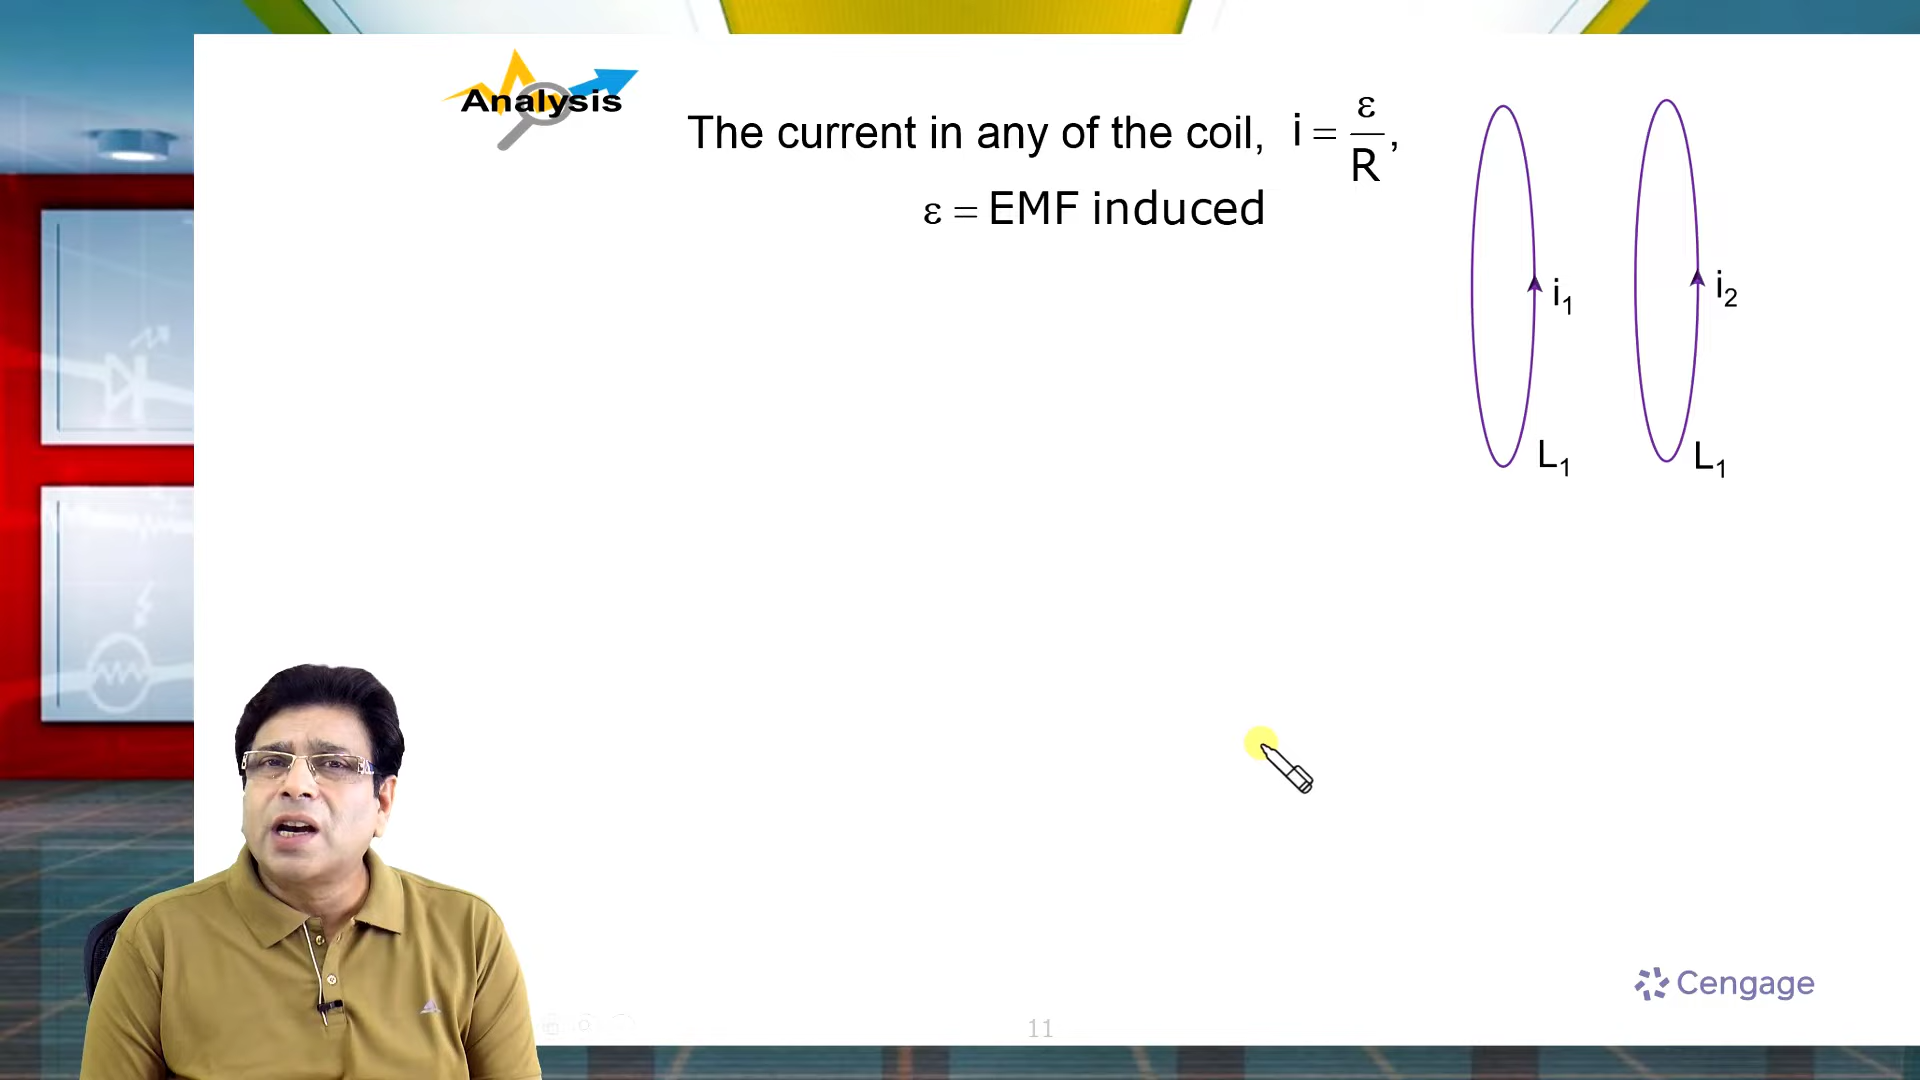 Analysis
The current in any of the coil, i = ε/R,
ε = EMF induced
i₁
i₂
L₁
L₁
Cengage
11